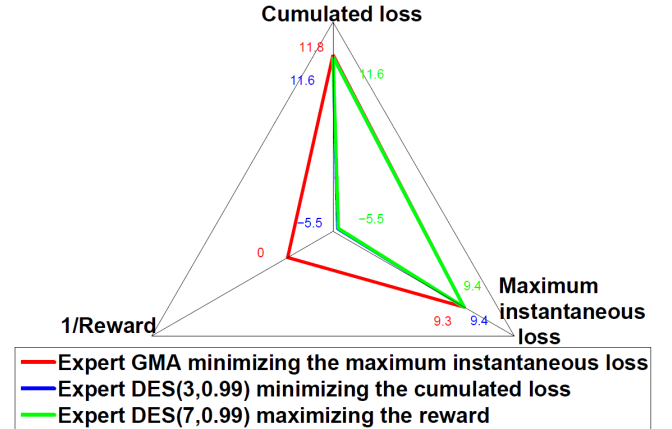 Cumulated loss
11.8
11.6
11.6
−5.5
−5.5
0
9.4
9.3
9.4
Maximum
instantaneous
loss
1/Reward
Expert GMA minimizing the maximum instantaneous loss
Expert DES(3,0.99) minimizing the cumulated loss
Expert DES(7,0.99) maximizing the reward